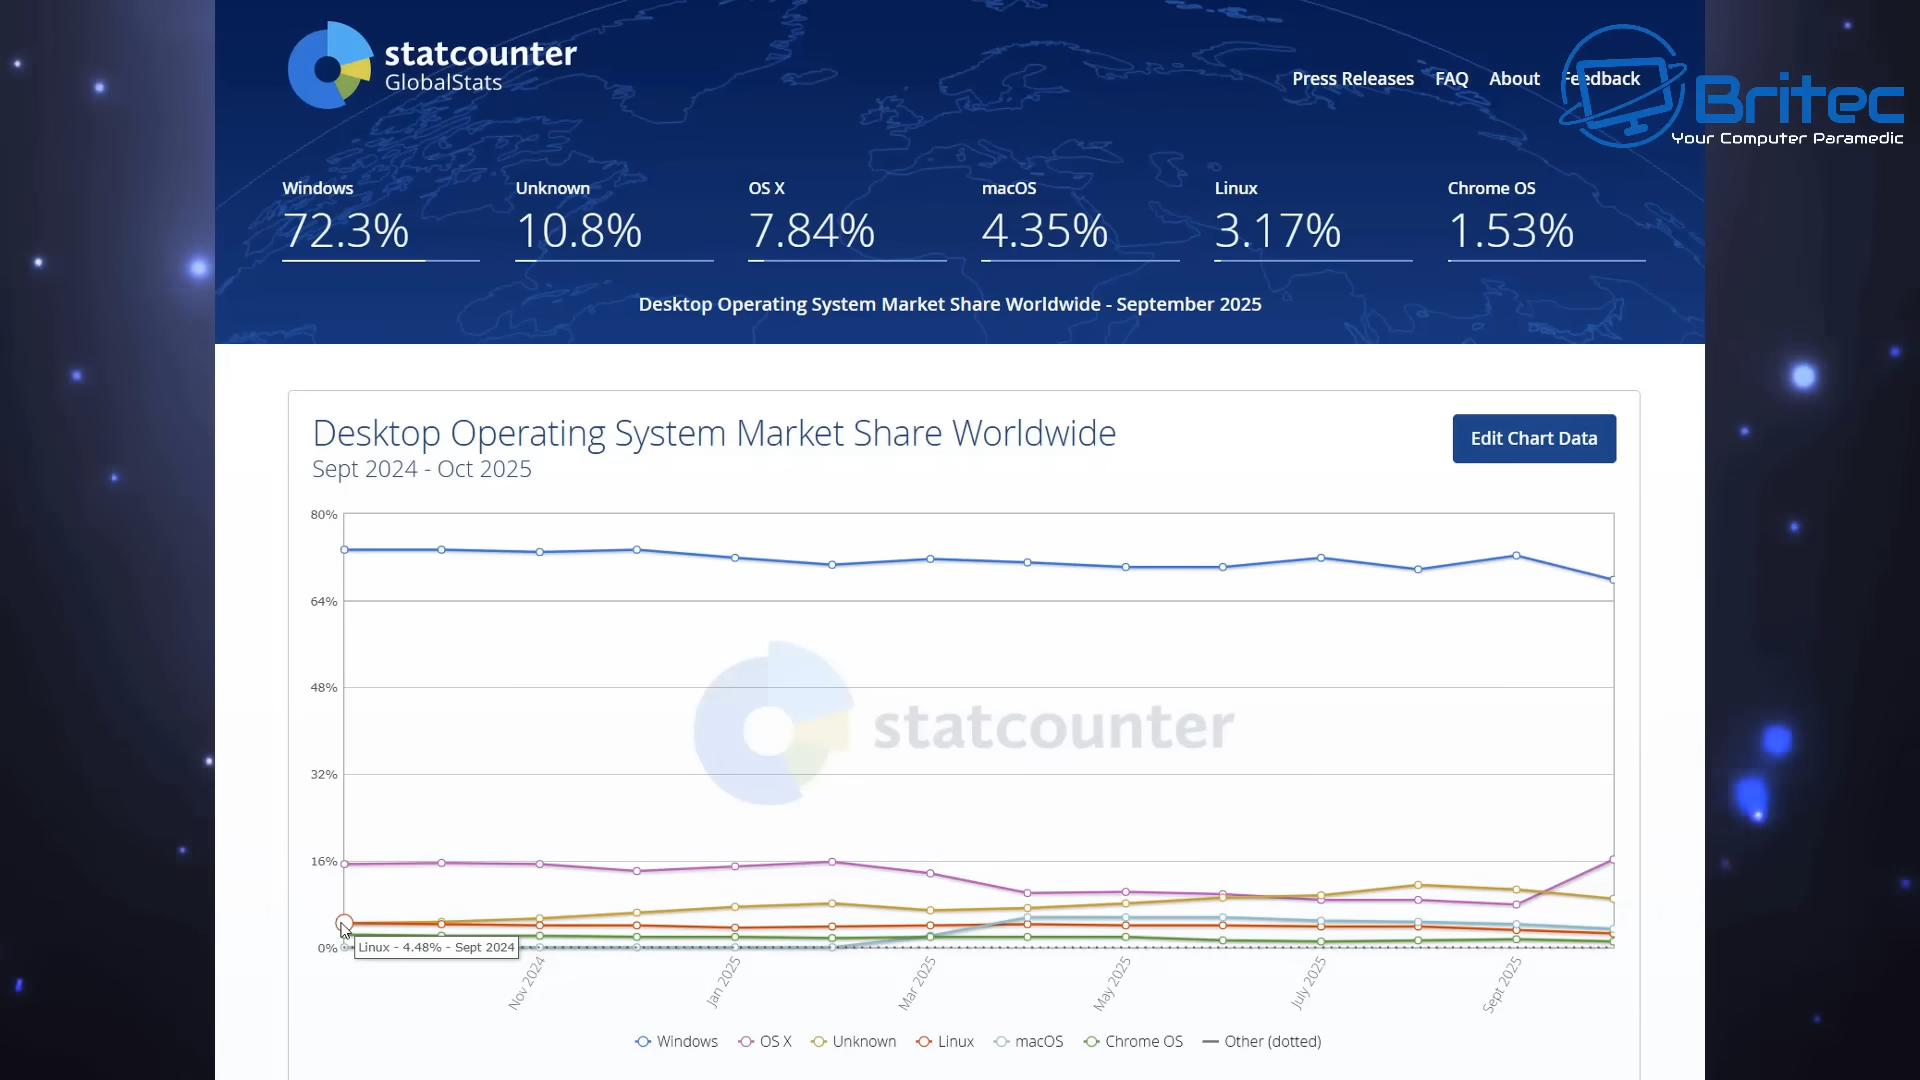 statcounter
GlobalStats
Press Releases FAQ About Feedback
Britec
Your Computer Paramedic
Windows Unknown OS X macOS Linux Chrome OS
72.3% 10.8% 7.84% 4.35% 3.17% 1.53%
Desktop Operating System Market Share Worldwide - September 2025
Desktop Operating System Market Share Worldwide
Edit Chart Data
Sept 2024 - Oct 2025
80%
64%
48%
statcounter
32%
16%
0%
Linux - 4.48% - Sept 2024
Nov 2024 Jan 2025 Mar 2025 May 2025 July 2025 Sept 2025
Windows OS X Unknown Linux macOS Chrome OS Other (dotted)